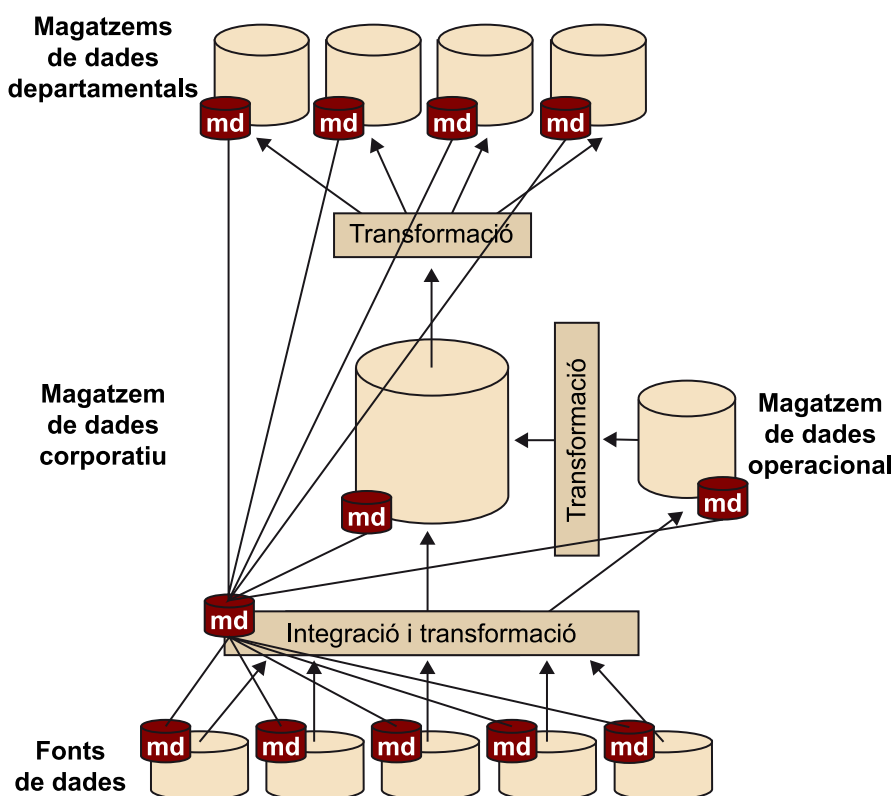 Magatzems
de dades
departamentals
md
md
md
md
Transformació
Magatzem
de dades
corporatiu
Transformació
Magatzem
de dades
operacional
md
md
md
Integració i transformació
Fonts
de dades
md
md
md
md
md